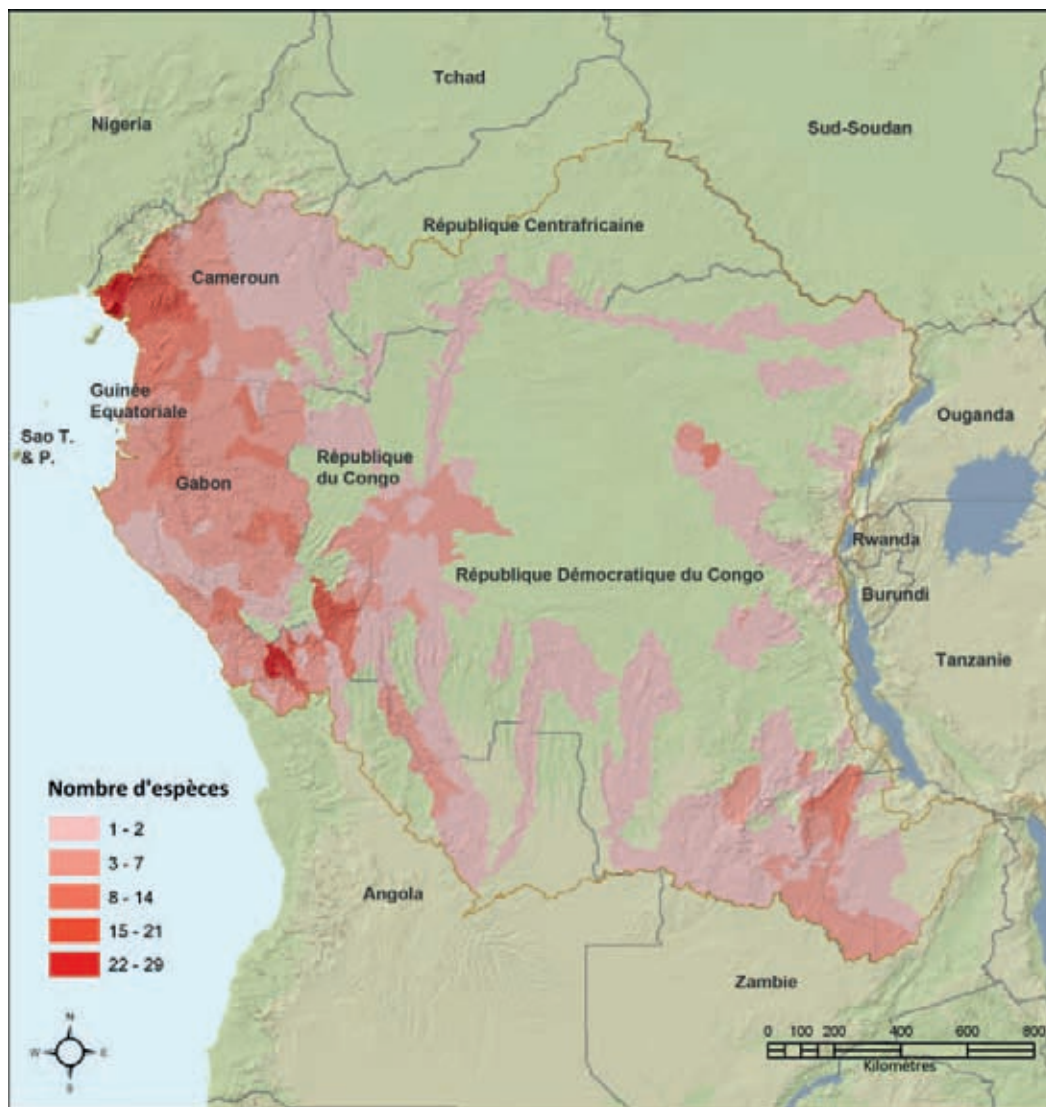 Tchad
Nigeria
Sud-Soudan
République Centrafricaine
Cameroun
Guinée
Equatoriale
Ouganda
Sao T.
& P.
République
du Congo
Gabon
Rwanda
République Démocratique du Congo
Burundi
Tanzanie
Nombre d'espèces
1 - 2
3 - 7
8 - 14
15 - 21
22 - 29
Angola
Zambie
N
W E
S
0 100 200 400 600 800
Kilomètres